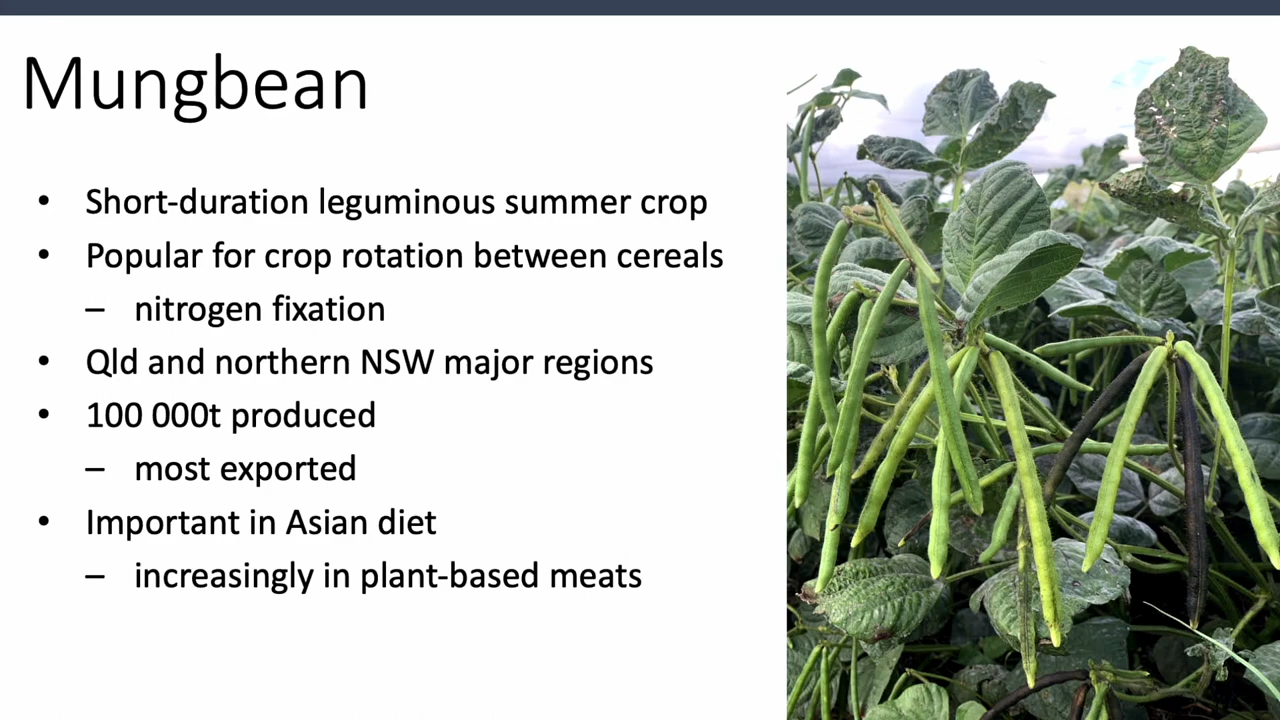 Mungbean
• Short-duration leguminous summer crop
• Popular for crop rotation between cereals
– nitrogen fixation
• Qld and northern NSW major regions
• 100 000t produced
– most exported
• Important in Asian diet
– increasingly in plant-based meats